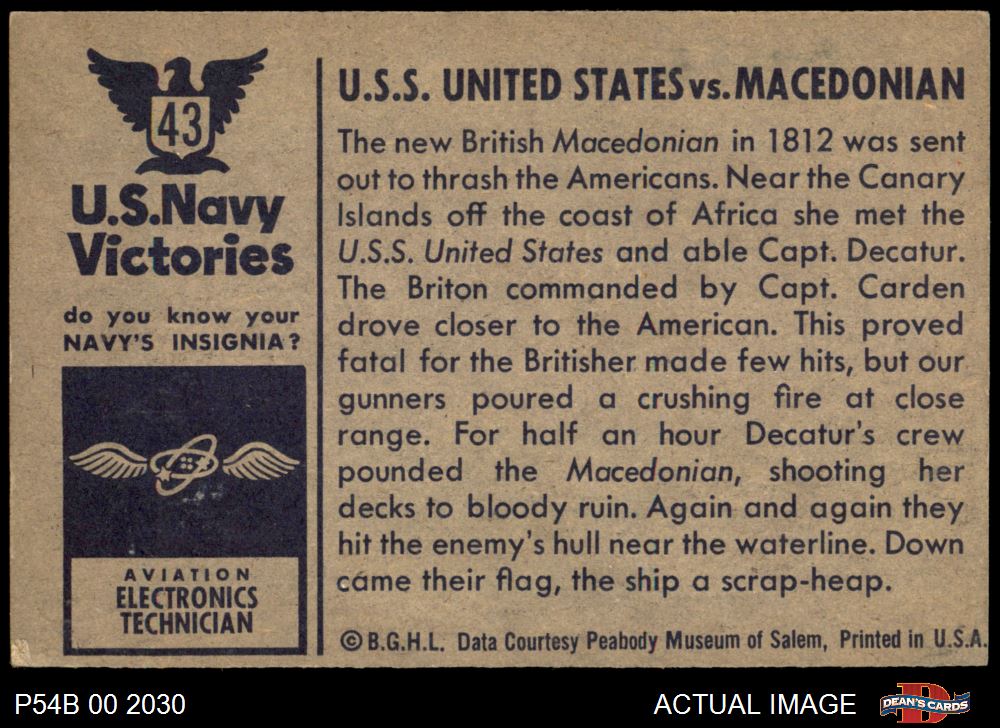 43
U.S.Navy
Victories
do you know your
NAVY'S INSIGNIA?
AVIATION
ELECTRONICS
TECHNICIAN
U.S.S. UNITED STATES vs. MACEDONIAN
The new British Macedonian in 1812 was sent
out to thrash the Americans. Near the Canary
Islands off the coast of Africa she met the
U.S.S. United States and able Capt. Decatur.
The Briton commanded by Capt. Carden
drove closer to the American. This proved
fatal for the Britisher made few hits, but our
gunners poured a crushing fire at close
range. For half an hour Decatur's crew
pounded the Macedonian, shooting her
decks to bloody ruin. Again and again they
hit the enemy's hull near the waterline. Down
came their flag, the ship a scrap-heap.
© B.G.H.L. Data Courtesy Peabody Museum of Salem, Printed in U.S.A.
P54B 00 2030
ACTUAL IMAGE
D
DEAN'S CARDS